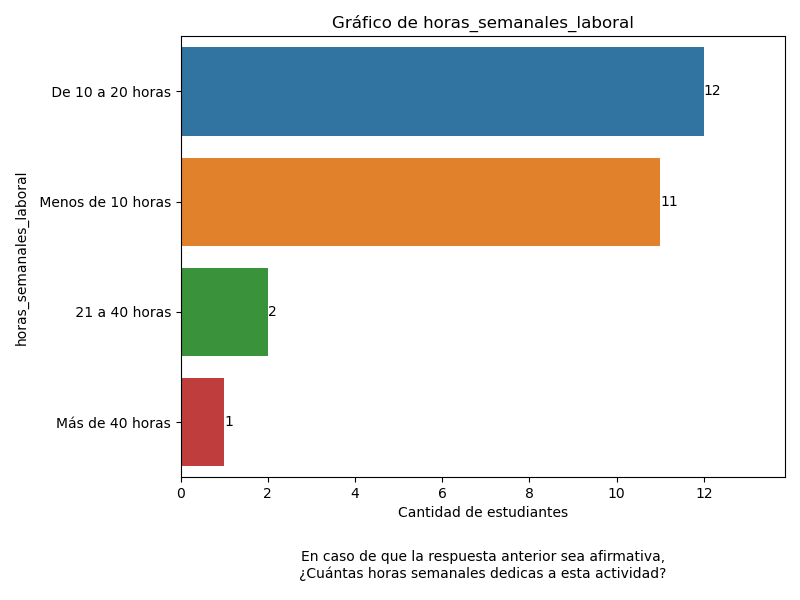 Gráfico de horas_semanales_laboral
De 10 a 20 horas
12
Menos de 10 horas
11
21 a 40 horas
2
Más de 40 horas
1
horas_semanales_laboral
0 2 4 6 8 10 12
Cantidad de estudiantes
En caso de que la respuesta anterior sea afirmativa,
¿Cuántas horas semanales dedicas a esta actividad?